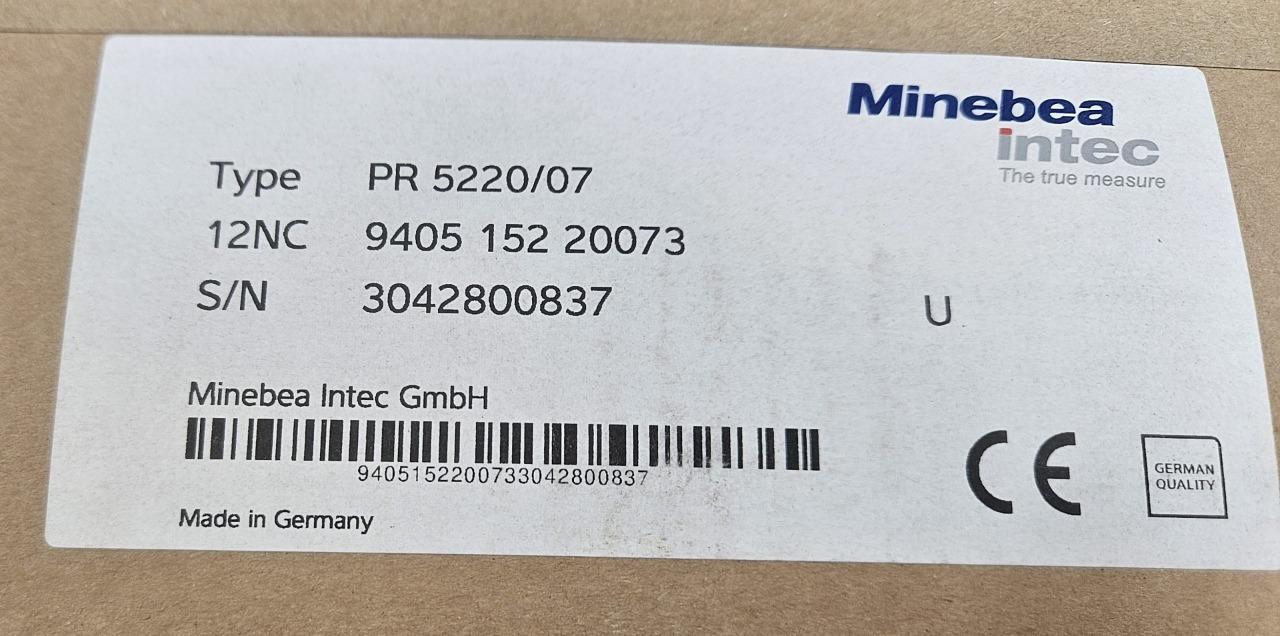 Minebea
intec
The true measure
Type PR 5220/07
12NC 9405 152 20073
S/N 3042800837
U
Minebea Intec GmbH
9405152200733042800837
Made in Germany
CE
GERMAN
QUALITY